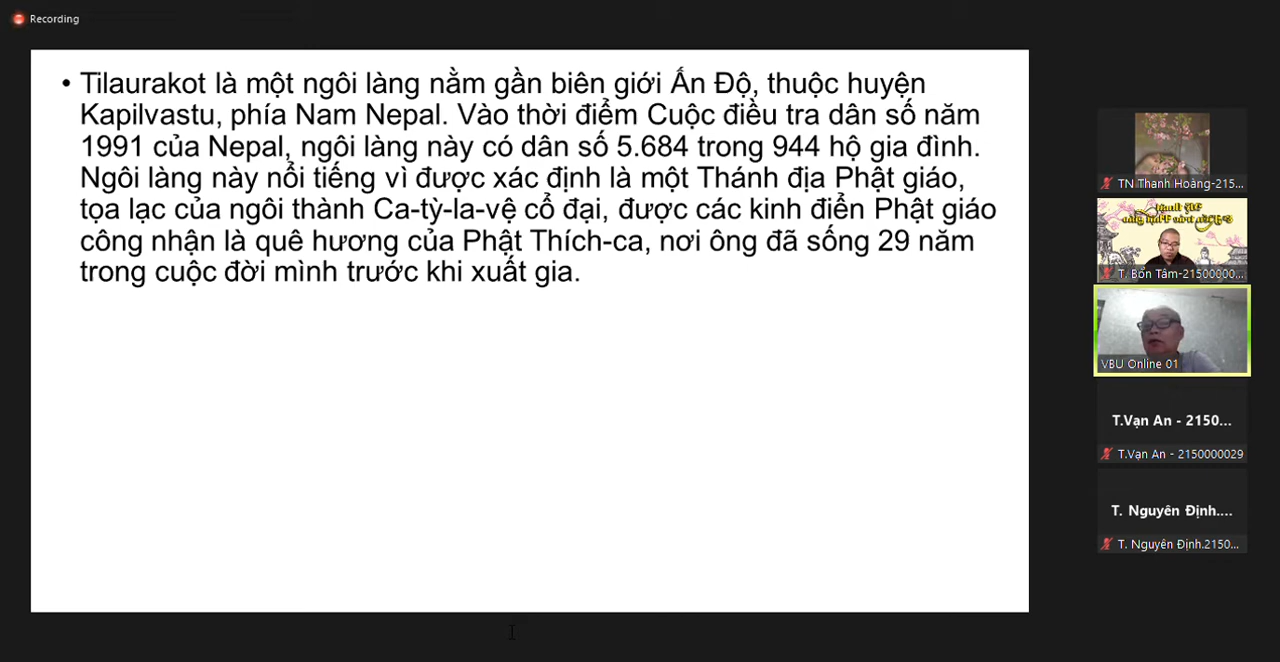 Recording
• Tilaurakot là một ngôi làng nằm gần biên giới Ấn Độ, thuộc huyện
Kapilvastu, phía Nam Nepal. Vào thời điểm Cuộc điều tra dân số năm
1991 của Nepal, ngôi làng này có dân số 5.684 trong 944 hộ gia đình.
Ngôi làng này nổi tiếng vì được xác định là một Thánh địa Phật giáo,
tọa lạc của ngôi thành Ca-tỳ-la-vệ cổ đại, được các kinh điển Phật giáo
công nhận là quê hương của Phật Thích-ca, nơi ông đã sống 29 năm
trong cuộc đời mình trước khi xuất gia.
TN Thanh Hoàng-215...
T. Bổn Tâm-21500000...
VBU Online 01
T.Vạn An - 2150...
T.Vạn An - 2150000029
T. Nguyên Định....
T. Nguyên Định.2150...